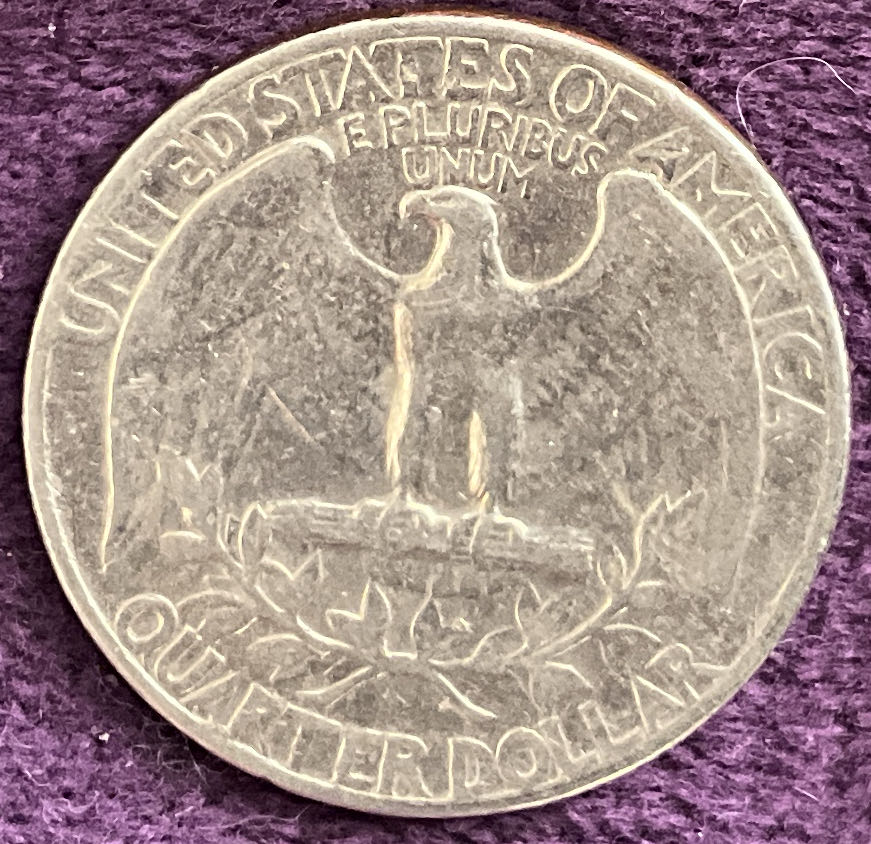 UNITED STATES OF AMERICA
E PLURIBUS
UNUM
QUARTER DOLLAR